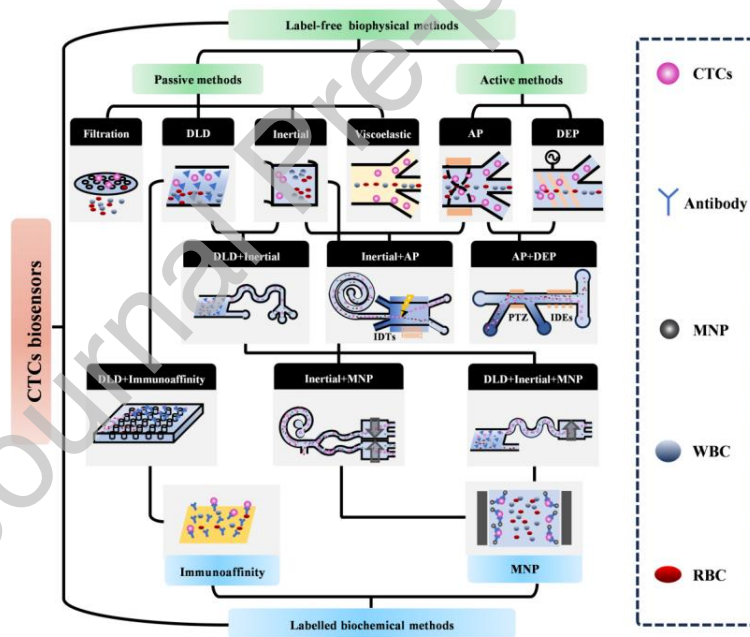 Label-free biophysical methods
Passive methods
Active methods
Filtration
DLD
Inertial
Viscoelastic
AP
DEP
DLD+Inertial
Inertial+AP
AP+DEP
IDTs
PTZ
IDEs
DLD+Immunoaffinity
Inertial+MNP
DLD+Inertial+MNP
Immunoaffinity
MNP
Labelled biochemical methods
CTCs biosensors
CTCs
Antibody
MNP
WBC
RBC
Journal Pre-p